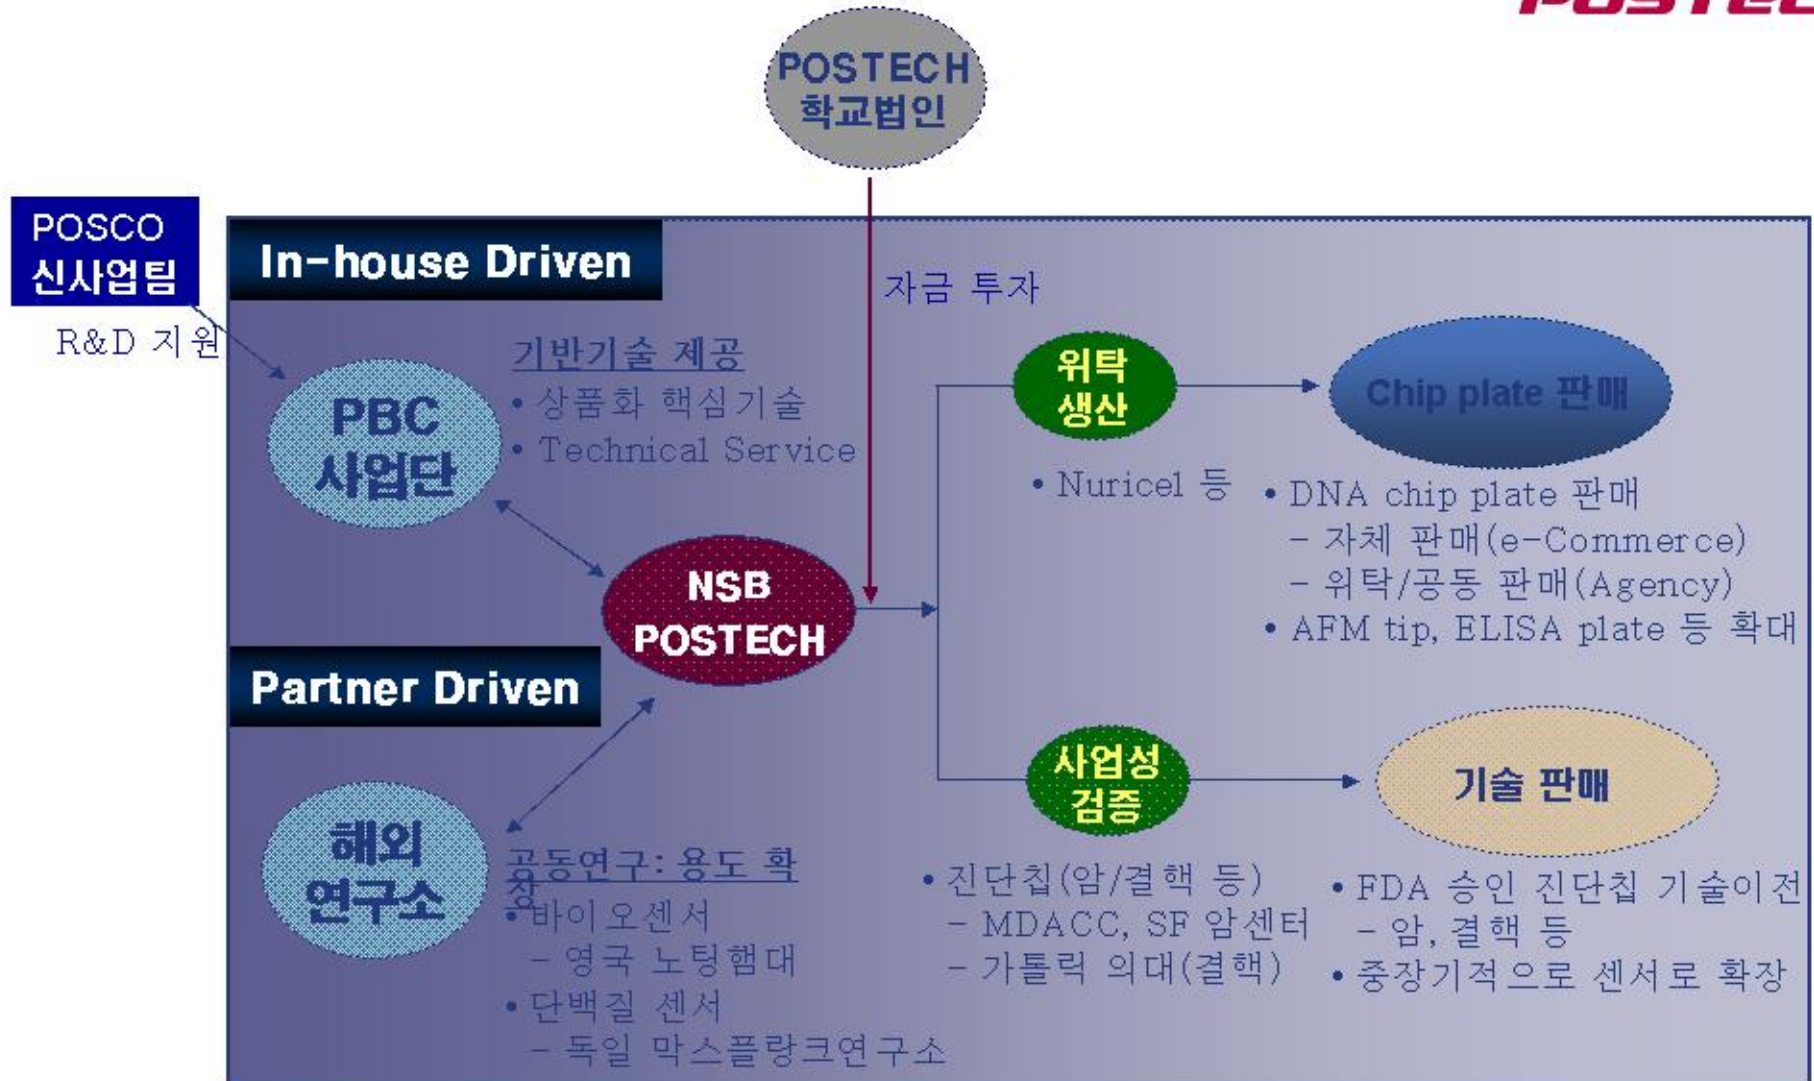 POSTECH
학교법인
POSCO
신사업팀
R&D 지원
In-house Driven
자금 투자
기반기술 제공
• 상품화 핵심기술
• Technical Service
PBC
사업단
위탁
생산
Chip plate 판매
• Nuricel 등
• DNA chip plate 판매
- 자체 판매(e-Commerce)
- 위탁/공동 판매(Agency)
• AFM tip, ELISA plate 등 확대
NSB
POSTECH
Partner Driven
해외
연구소
공동연구: 용도 확
장
• 바이오센서
- 영국 노팅햄대
• 단백질 센서
- 독일 막스플랑크연구소
사업성
검증
기술 판매
• 진단칩(암/결핵 등)
- MDACC, SF 암센터
- 가톨릭 의대(결핵)
• FDA 승인 진단칩 기술이전
- 암, 결핵 등
• 중장기적으로 센서로 확장